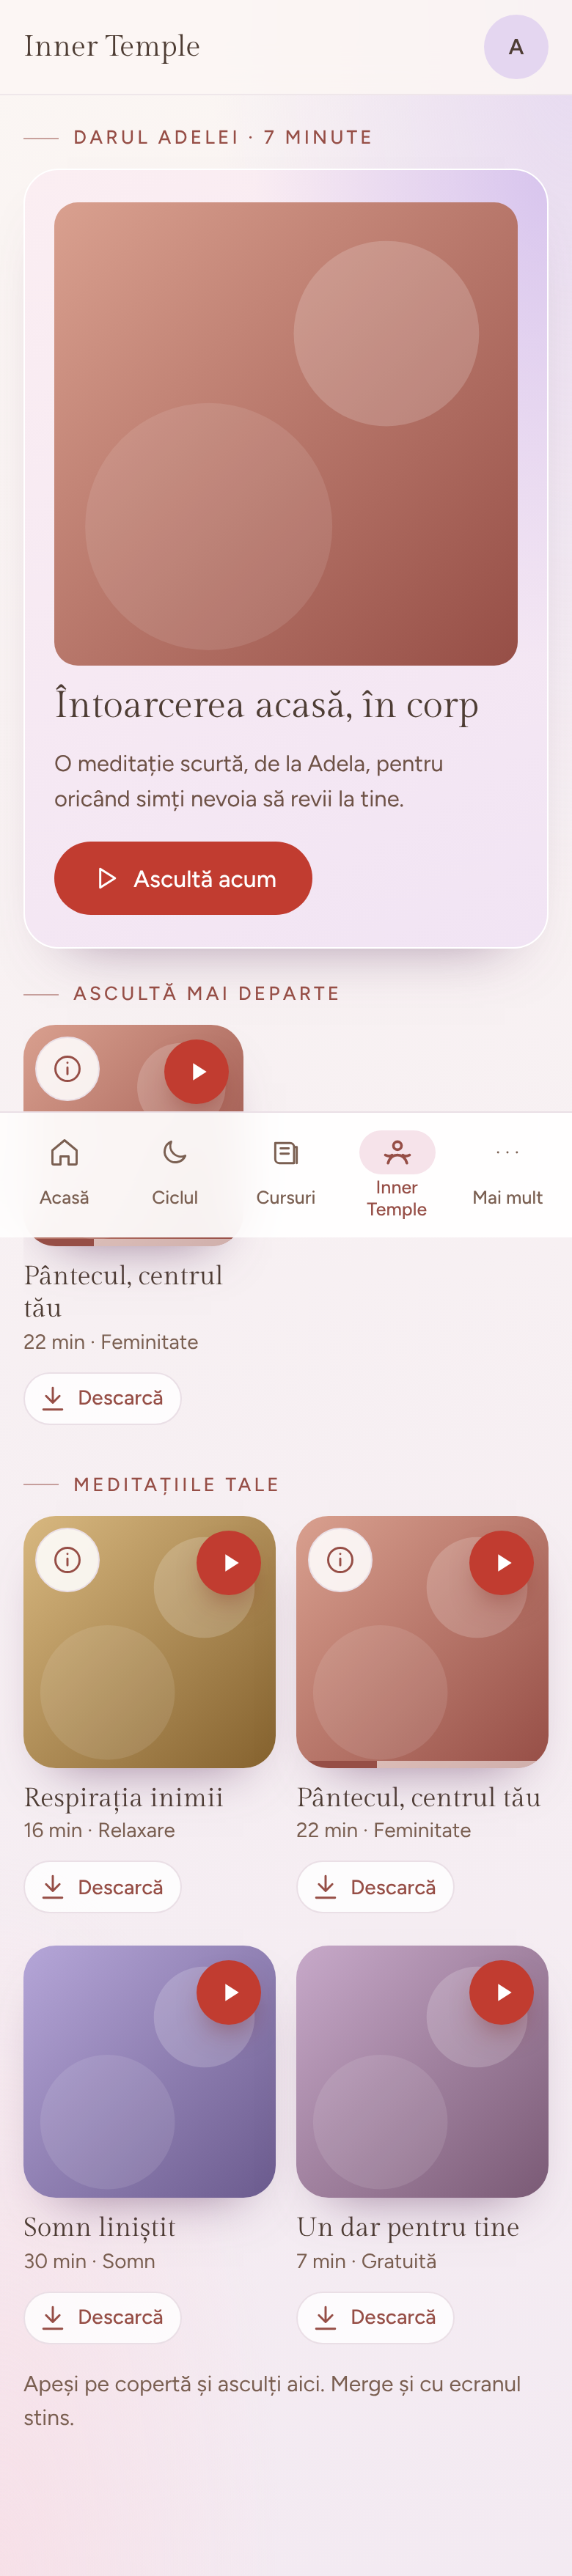 Inner Temple
A
DARUL ADELEI · 7 MINUTE
Întoarcerea acasă, în corp
O meditație scurtă, de la Adela, pentru
oricând simți nevoia să revii la tine.
Ascultă acum
ASCULTĂ MAI DEPARTE
Acasă
Ciclul
Cursuri
Inner
Temple
Mai mult
Pântecul, centrul
tău
22 min · Feminitate
Descarcă
MEDITAȚIILE TALE
Respirația inimii
16 min · Relaxare
Descarcă
Pântecul, centrul tău
22 min · Feminitate
Descarcă
Somn liniștit
30 min · Somn
Descarcă
Un dar pentru tine
7 min · Gratuită
Descarcă
Apeși pe copertă și asculți aici. Merge și cu ecranul
stins.